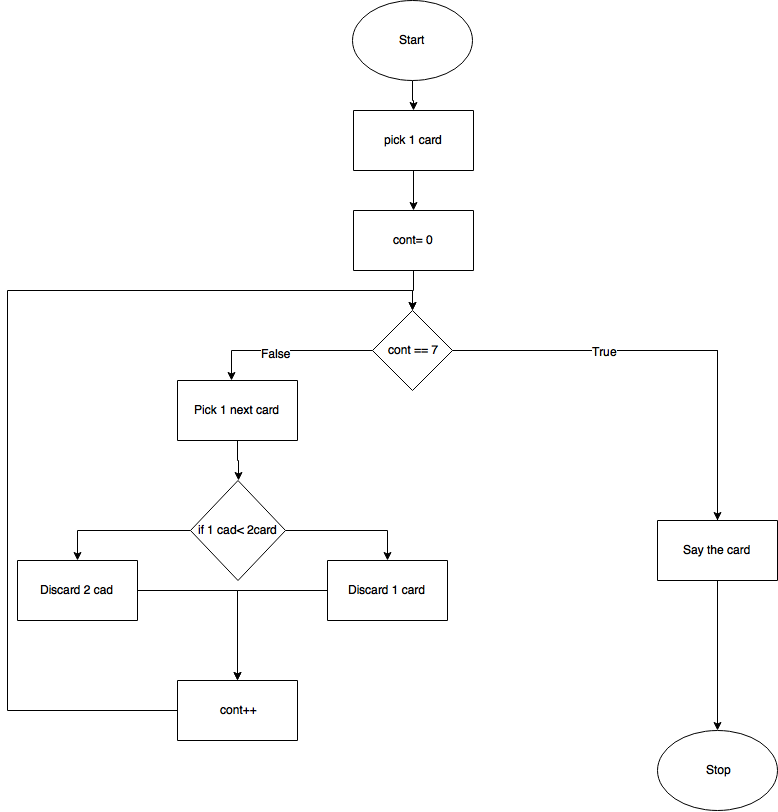 Start
pick 1 card
cont= 0
cont == 7
False
True
Pick 1 next card
if 1 cad< 2card
Say the card
Discard 2 cad
Discard 1 card
cont++
Stop